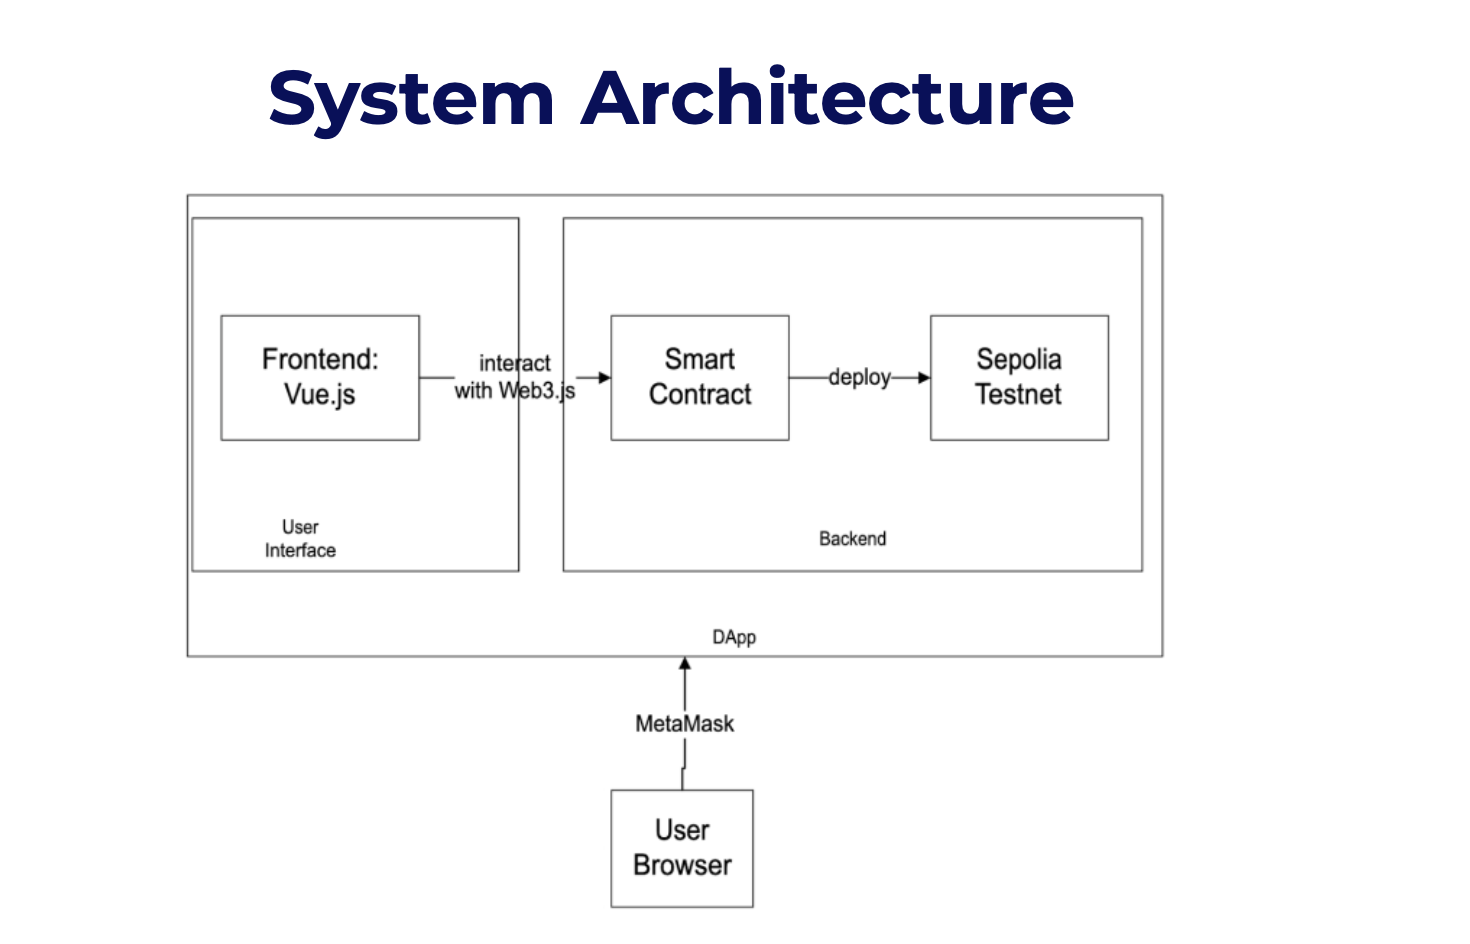 System Architecture
Frontend:
Vue.js
interact
with Web3.js
Smart
Contract
deploy
Sepolia
Testnet
User
Interface
Backend
DApp
MetaMask
User
Browser